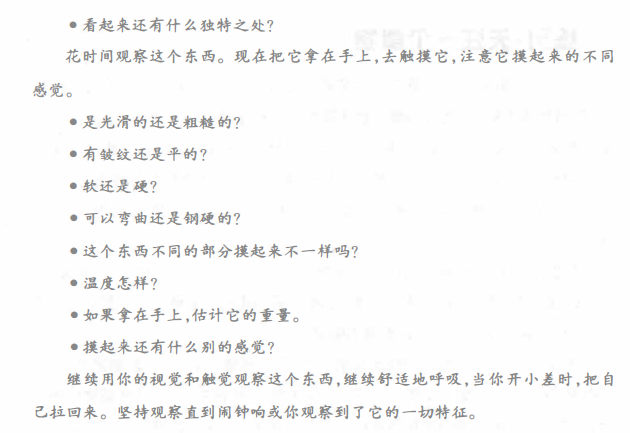 ●看起来还有什么独特之处?
花时间观察这个东西。现在把它拿在手上,去触摸它,注意它摸起来的不同
感觉。
●是光滑的还是粗糙的?
●有皱纹还是平的?
●软还是硬?
●可以弯曲还是钢硬的?
●这个东西不同的部分摸起来不一样吗?
●温度怎样?
●如果拿在手上,估计它的重量。
●摸起来还有什么别的感觉?
继续用你的视觉和触觉观察这个东西,继续舒适地呼吸,当你开小差时,把自
己拉回来。坚持观察直到闹钟响或你观察到了它的一切特征。